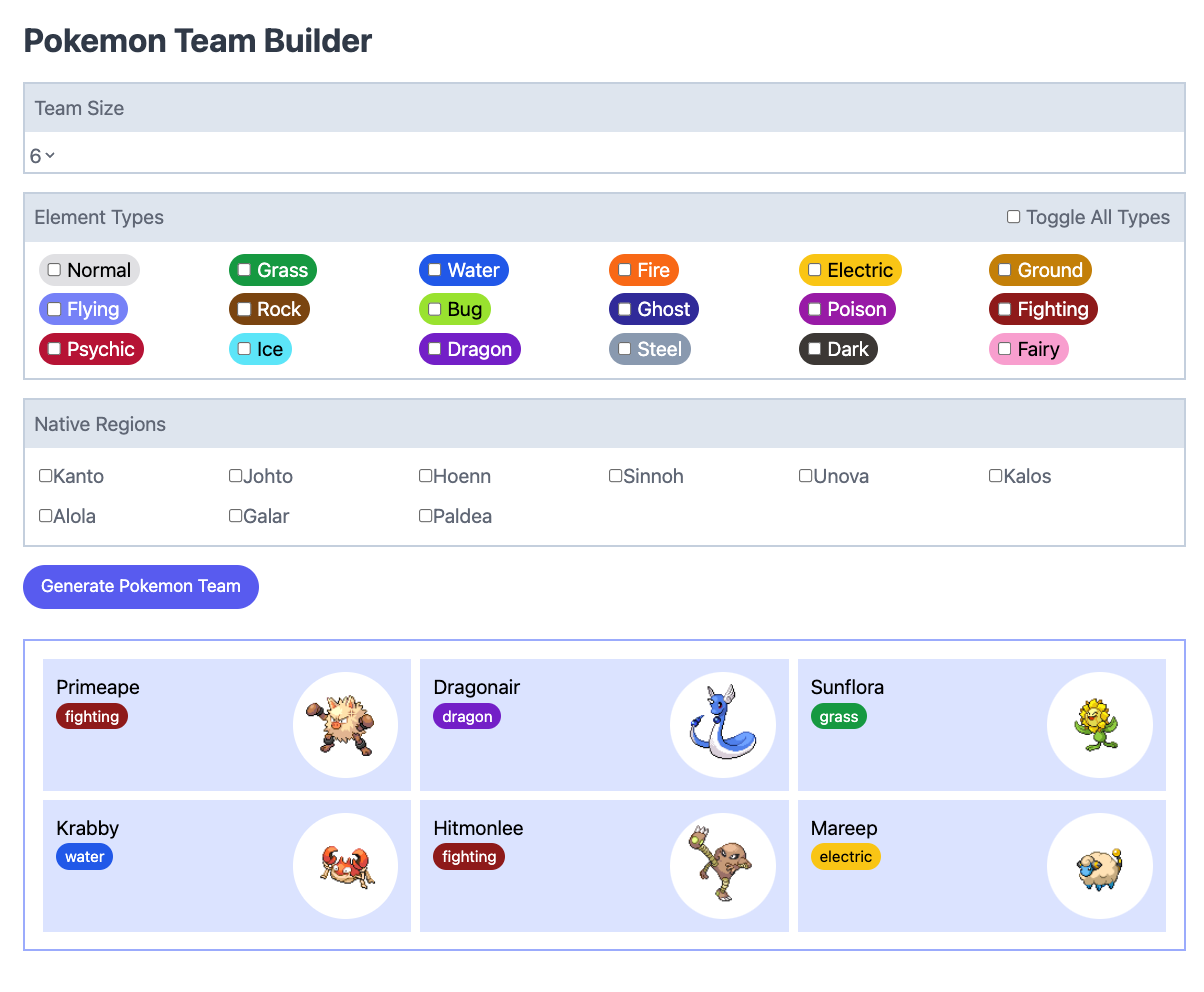 Pokemon Team Builder
Team Size
6
Element Types Toggle All Types
Normal Grass Water Fire Electric Ground
Flying Rock Bug Ghost Poison Fighting
Psychic Ice Dragon Steel Dark Fairy
Native Regions
Kanto Johto Hoenn Sinnoh Unova Kalos
Alola Galar Paldea
Generate Pokemon Team
Primeape Dragonair Sunflora
fighting dragon grass
Krabby Hitmonlee Mareep
water fighting electric